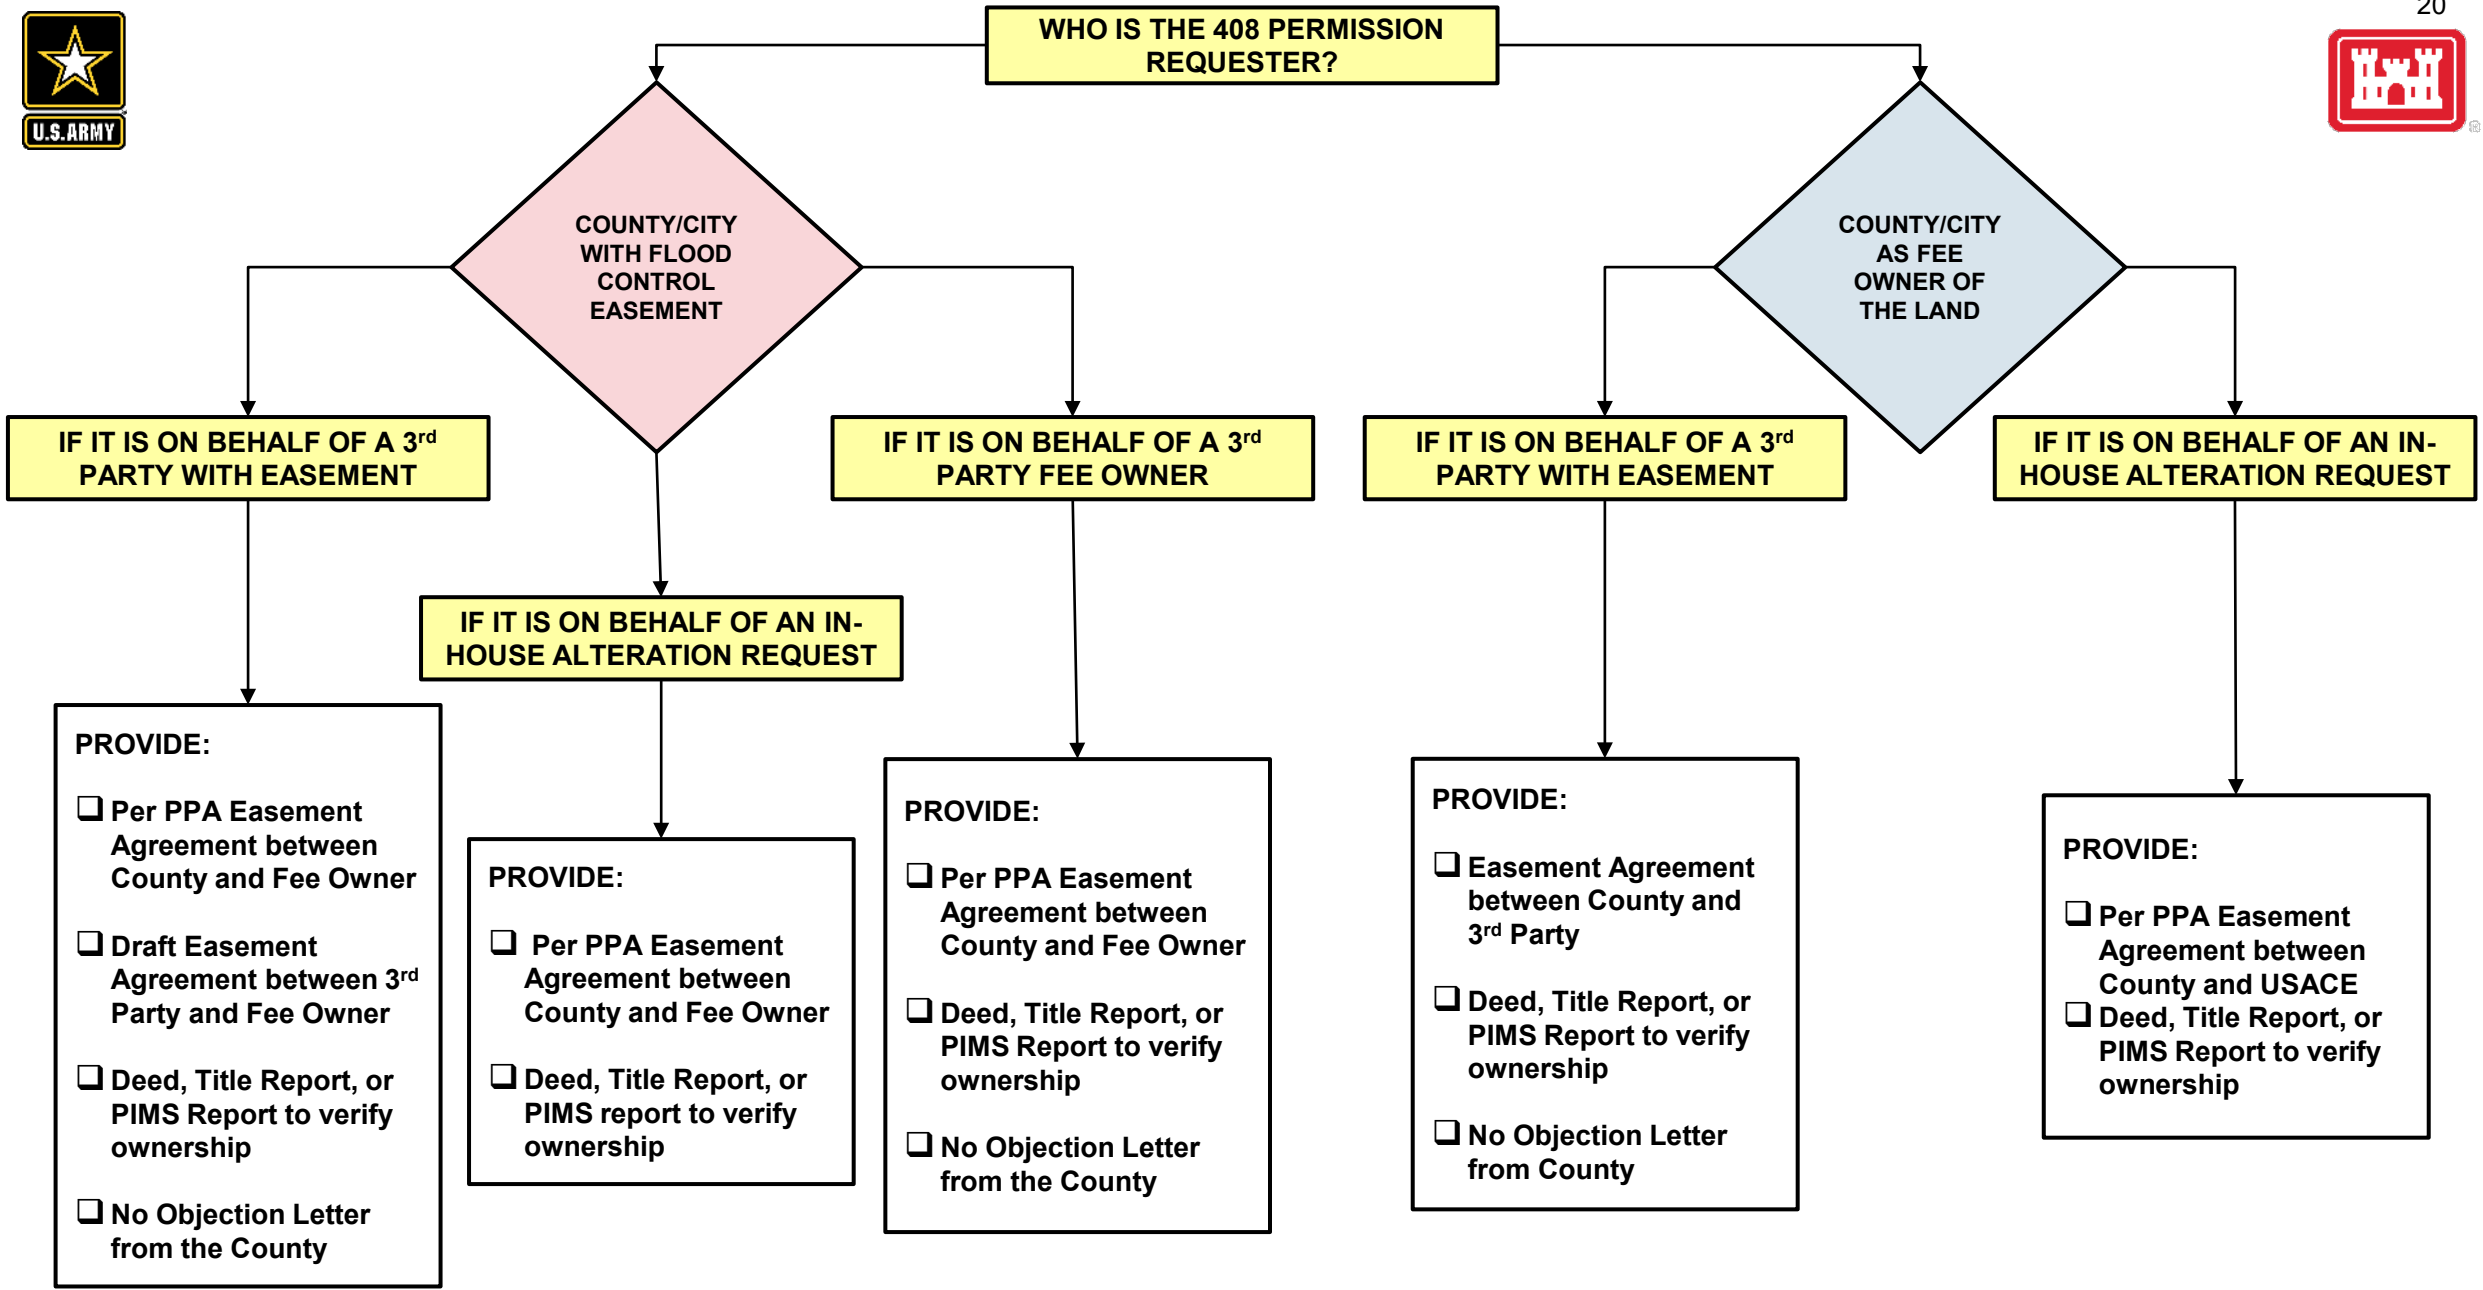 20
U.S.ARMY
WHO IS THE 408 PERMISSION
REQUESTER?
COUNTY/CITY
WITH FLOOD
CONTROL
EASEMENT
COUNTY/CITY
AS FEE
OWNER OF
THE LAND
IF IT IS ON BEHALF OF A 3rd
PARTY WITH EASEMENT
IF IT IS ON BEHALF OF A 3rd
PARTY FEE OWNER
IF IT IS ON BEHALF OF A 3rd
PARTY WITH EASEMENT
IF IT IS ON BEHALF OF AN IN-
HOUSE ALTERATION REQUEST
IF IT IS ON BEHALF OF AN IN-
HOUSE ALTERATION REQUEST
PROVIDE:
Per PPA Easement
Agreement between
County and Fee Owner
Draft Easement
Agreement between 3rd
Party and Fee Owner
Deed, Title Report, or
PIMS Report to verify
ownership
No Objection Letter
from the County
PROVIDE:
Per PPA Easement
Agreement between
County and Fee Owner
Deed, Title Report, or
PIMS report to verify
ownership
PROVIDE:
Per PPA Easement
Agreement between
County and Fee Owner
Deed, Title Report, or
PIMS Report to verify
ownership
No Objection Letter
from the County
PROVIDE:
Easement Agreement
between County and
3rd Party
Deed, Title Report, or
PIMS Report to verify
ownership
No Objection Letter
from County
PROVIDE:
Per PPA Easement
Agreement between
County and USACE
Deed, Title Report, or
PIMS Report to verify
ownership